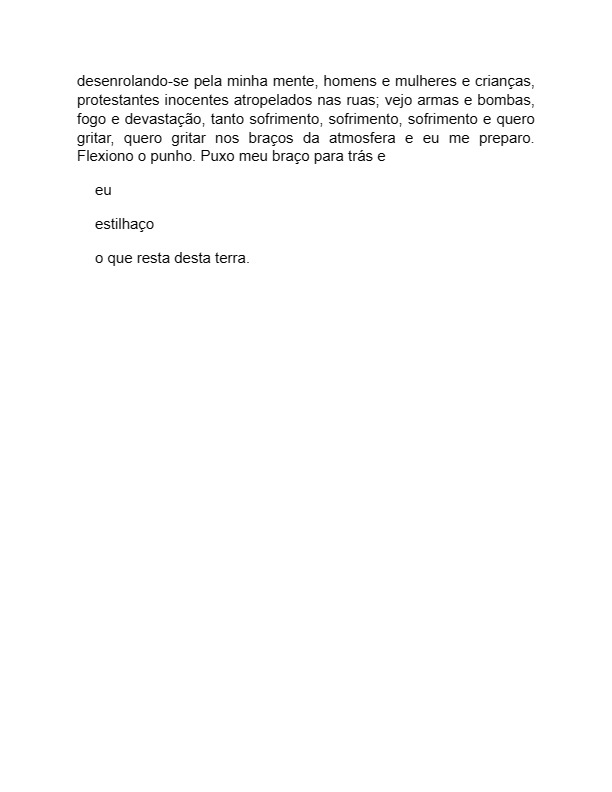 desenrolando-se pela minha mente, homens e mulheres e crianças,
protestantes inocentes atropelados nas ruas; vejo armas e bombas,
fogo e devastação, tanto sofrimento, sofrimento, sofrimento e quero
gritar, quero gritar nos braços da atmosfera e eu me preparo.
Flexiono o punho. Puxo meu braço para trás e
eu
estilhaço
o que resta desta terra.